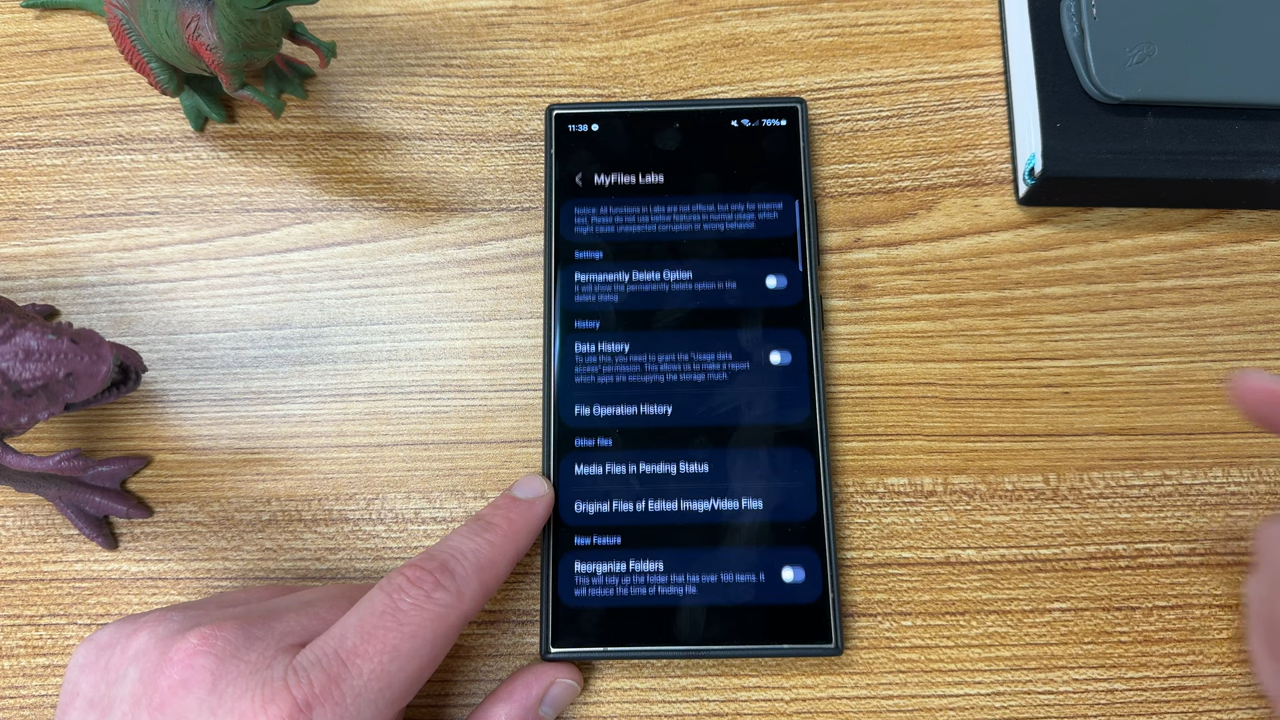 11:38
76%
MyFiles Labs
Notice: All functions in Labs are not official, but only for internal
test. Please do not use below features in normal usage, which
might cause unexpected corruption or wrong behavior.
Settings
Permanently Delete Option
It will show the permanently delete option in the
delete dialog
History
Data History
To use this, you need to grant the "Usage data
access" permission. This allows us to make a report
which apps are occupying the storage much.
File Operation History
Other files
Media Files in Pending Status
Original Files of Edited Image/Video Files
New Feature
Reorganize Folders
This will tidy up the folder that has over 100 items. It
will reduce the time of finding file.